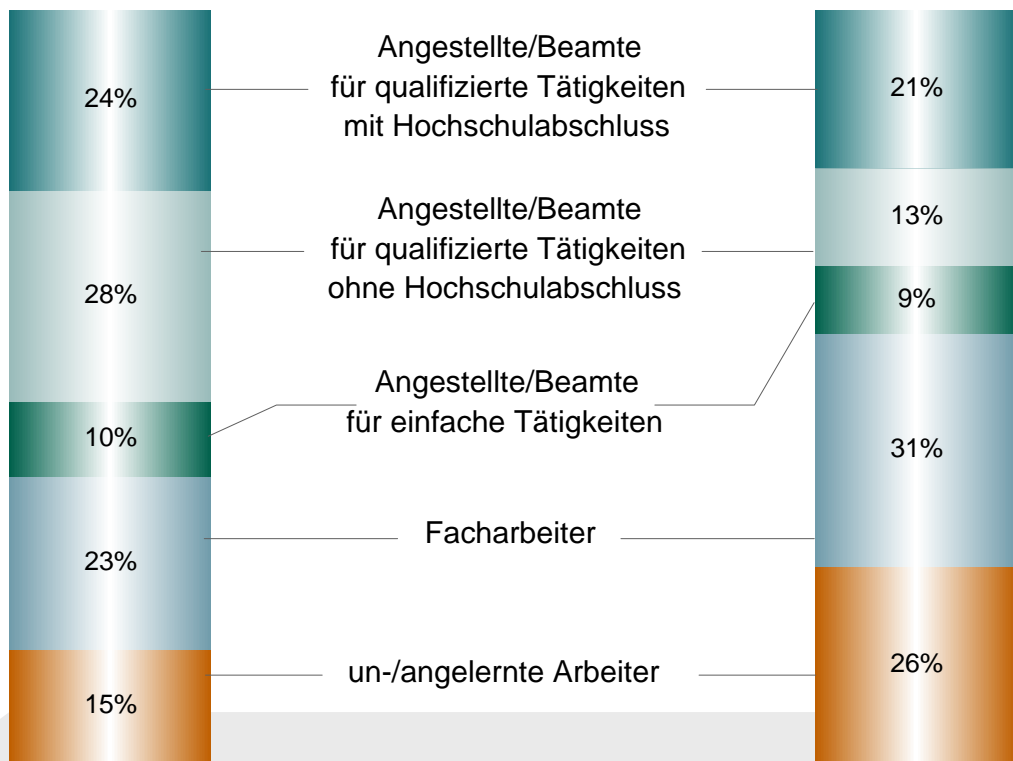 24%
Angestellte/Beamte
für qualifizierte Tätigkeiten
mit Hochschulabschluss
21%
Angestellte/Beamte
für qualifizierte Tätigkeiten
ohne Hochschulabschluss
13%
28%
9%
Angestellte/Beamte
für einfache Tätigkeiten
10%
31%
Facharbeiter
23%
un-/angelernte Arbeiter
26%
15%